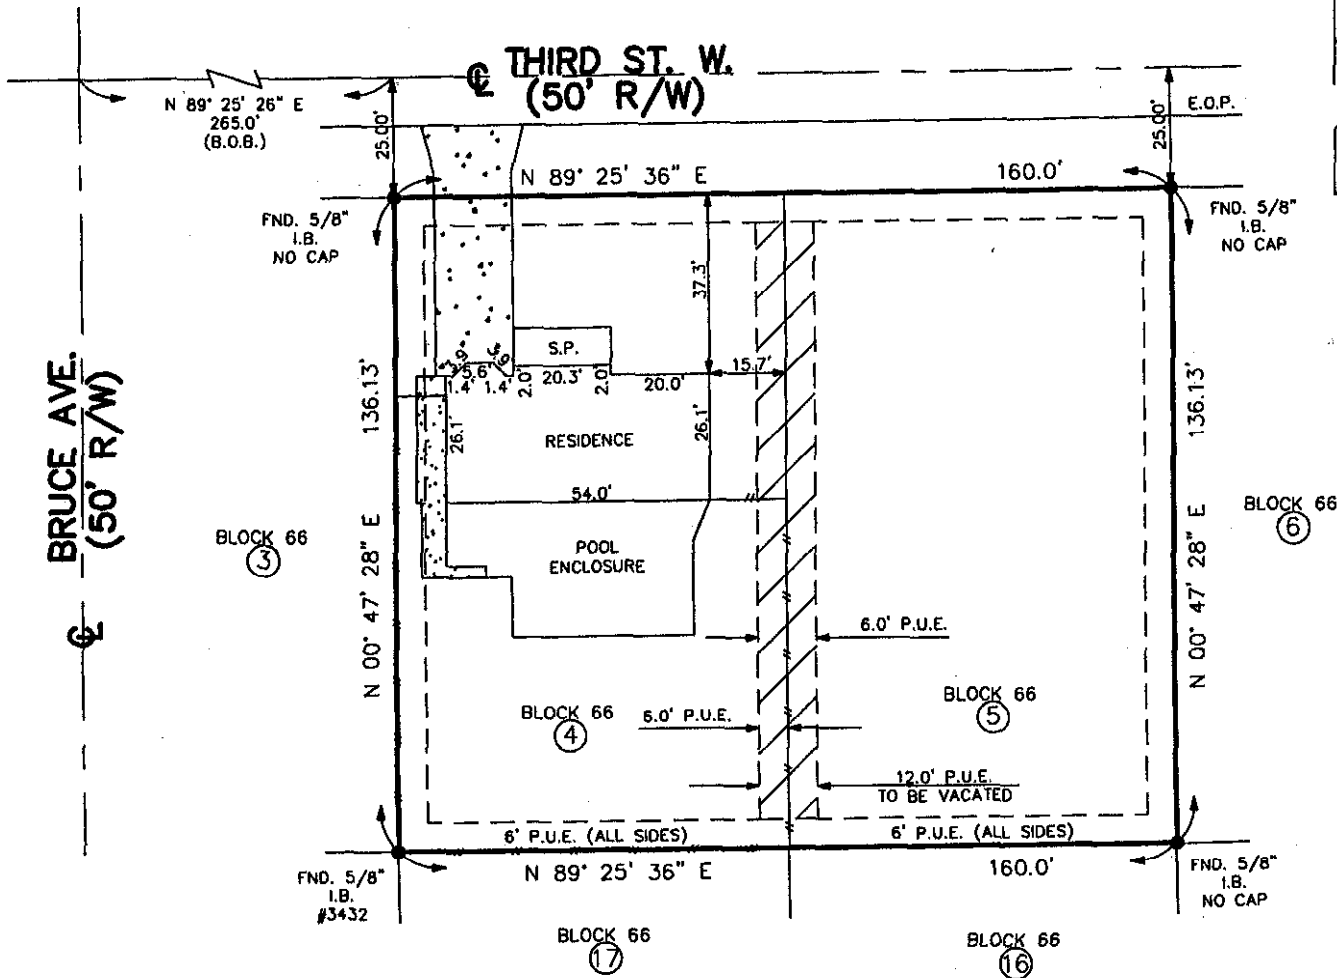 ℄ THIRD ST. W.
(50' R/W)
N 89° 25' 26" E
265.0'
(B.O.B.)
25.00'
25.00'
E.O.P.
N 89° 25' 36" E
160.0'
FND. 5/8"
I.B.
NO CAP
FND. 5/8"
I.B.
NO CAP
37.3'
S.P.
5.6'
1.4'
1.4'
2.0'
20.3'
2.0'
20.0'
15.7'
136.13'
136.13'
26.1'
26.1'
RESIDENCE
54.0'
BRUCE AVE.
(50' R/W)
℄
BLOCK 66
3
N 00° 47' 28" E
POOL
ENCLOSURE
N 00° 47' 28" E
BLOCK 66
6
6.0' P.U.E.
BLOCK 66
4
6.0' P.U.E.
BLOCK 66
5
12.0' P.U.E.
TO BE VACATED
6' P.U.E. (ALL SIDES)
6' P.U.E. (ALL SIDES)
N 89° 25' 36" E
160.0'
FND. 5/8"
I.B.
#3432
FND. 5/8"
I.B.
NO CAP
BLOCK 66
17
BLOCK 66
16